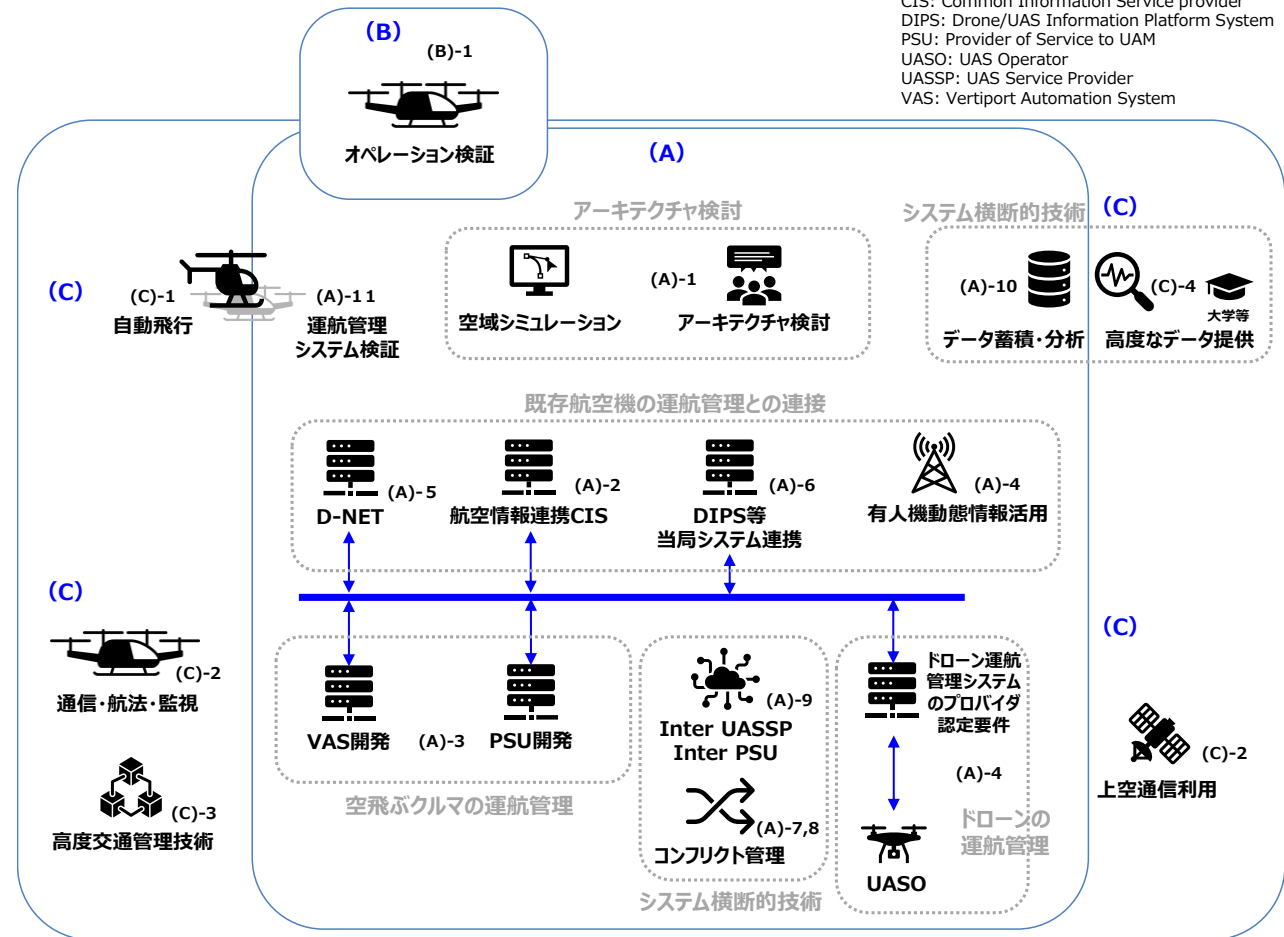 CIS: Common Information Service provider
DIPS: Drone/UAS Information Platform System
PSU: Provider of Service to UAM
UASO: UAS Operator
UASSP: UAS Service Provider
VAS: Vertiport Automation System
(B)
(B)-1
オペレーション検証
(A)
アーキテクチャ検討
(A)-1
空域シミュレーション
アーキテクチャ検討
システム横断的技術
(C)
(A)-10
(C)-4
大学等
データ蓄積・分析
高度なデータ提供
(C)
(C)-1
自動飛行
(A)-11
運航管理
システム検証
既存航空機の運航管理との連接
(A)-5
D-NET
(A)-2
航空情報連携CIS
(A)-6
DIPS等
当局システム連携
(A)-4
有人機動態情報活用
(C)
(C)-2
通信・航法・監視
(C)-3
高度交通管理技術
VAS開発
(A)-3
PSU開発
空飛ぶクルマの運航管理
(A)-9
Inter UASSP
Inter PSU
(A)-7,8
コンフリクト管理
システム横断的技術
ドローン運航
管理システム
のプロバイダ
認定要件
(A)-4
UASO
ドローンの
運航管理
(C)
(C)-2
上空通信利用